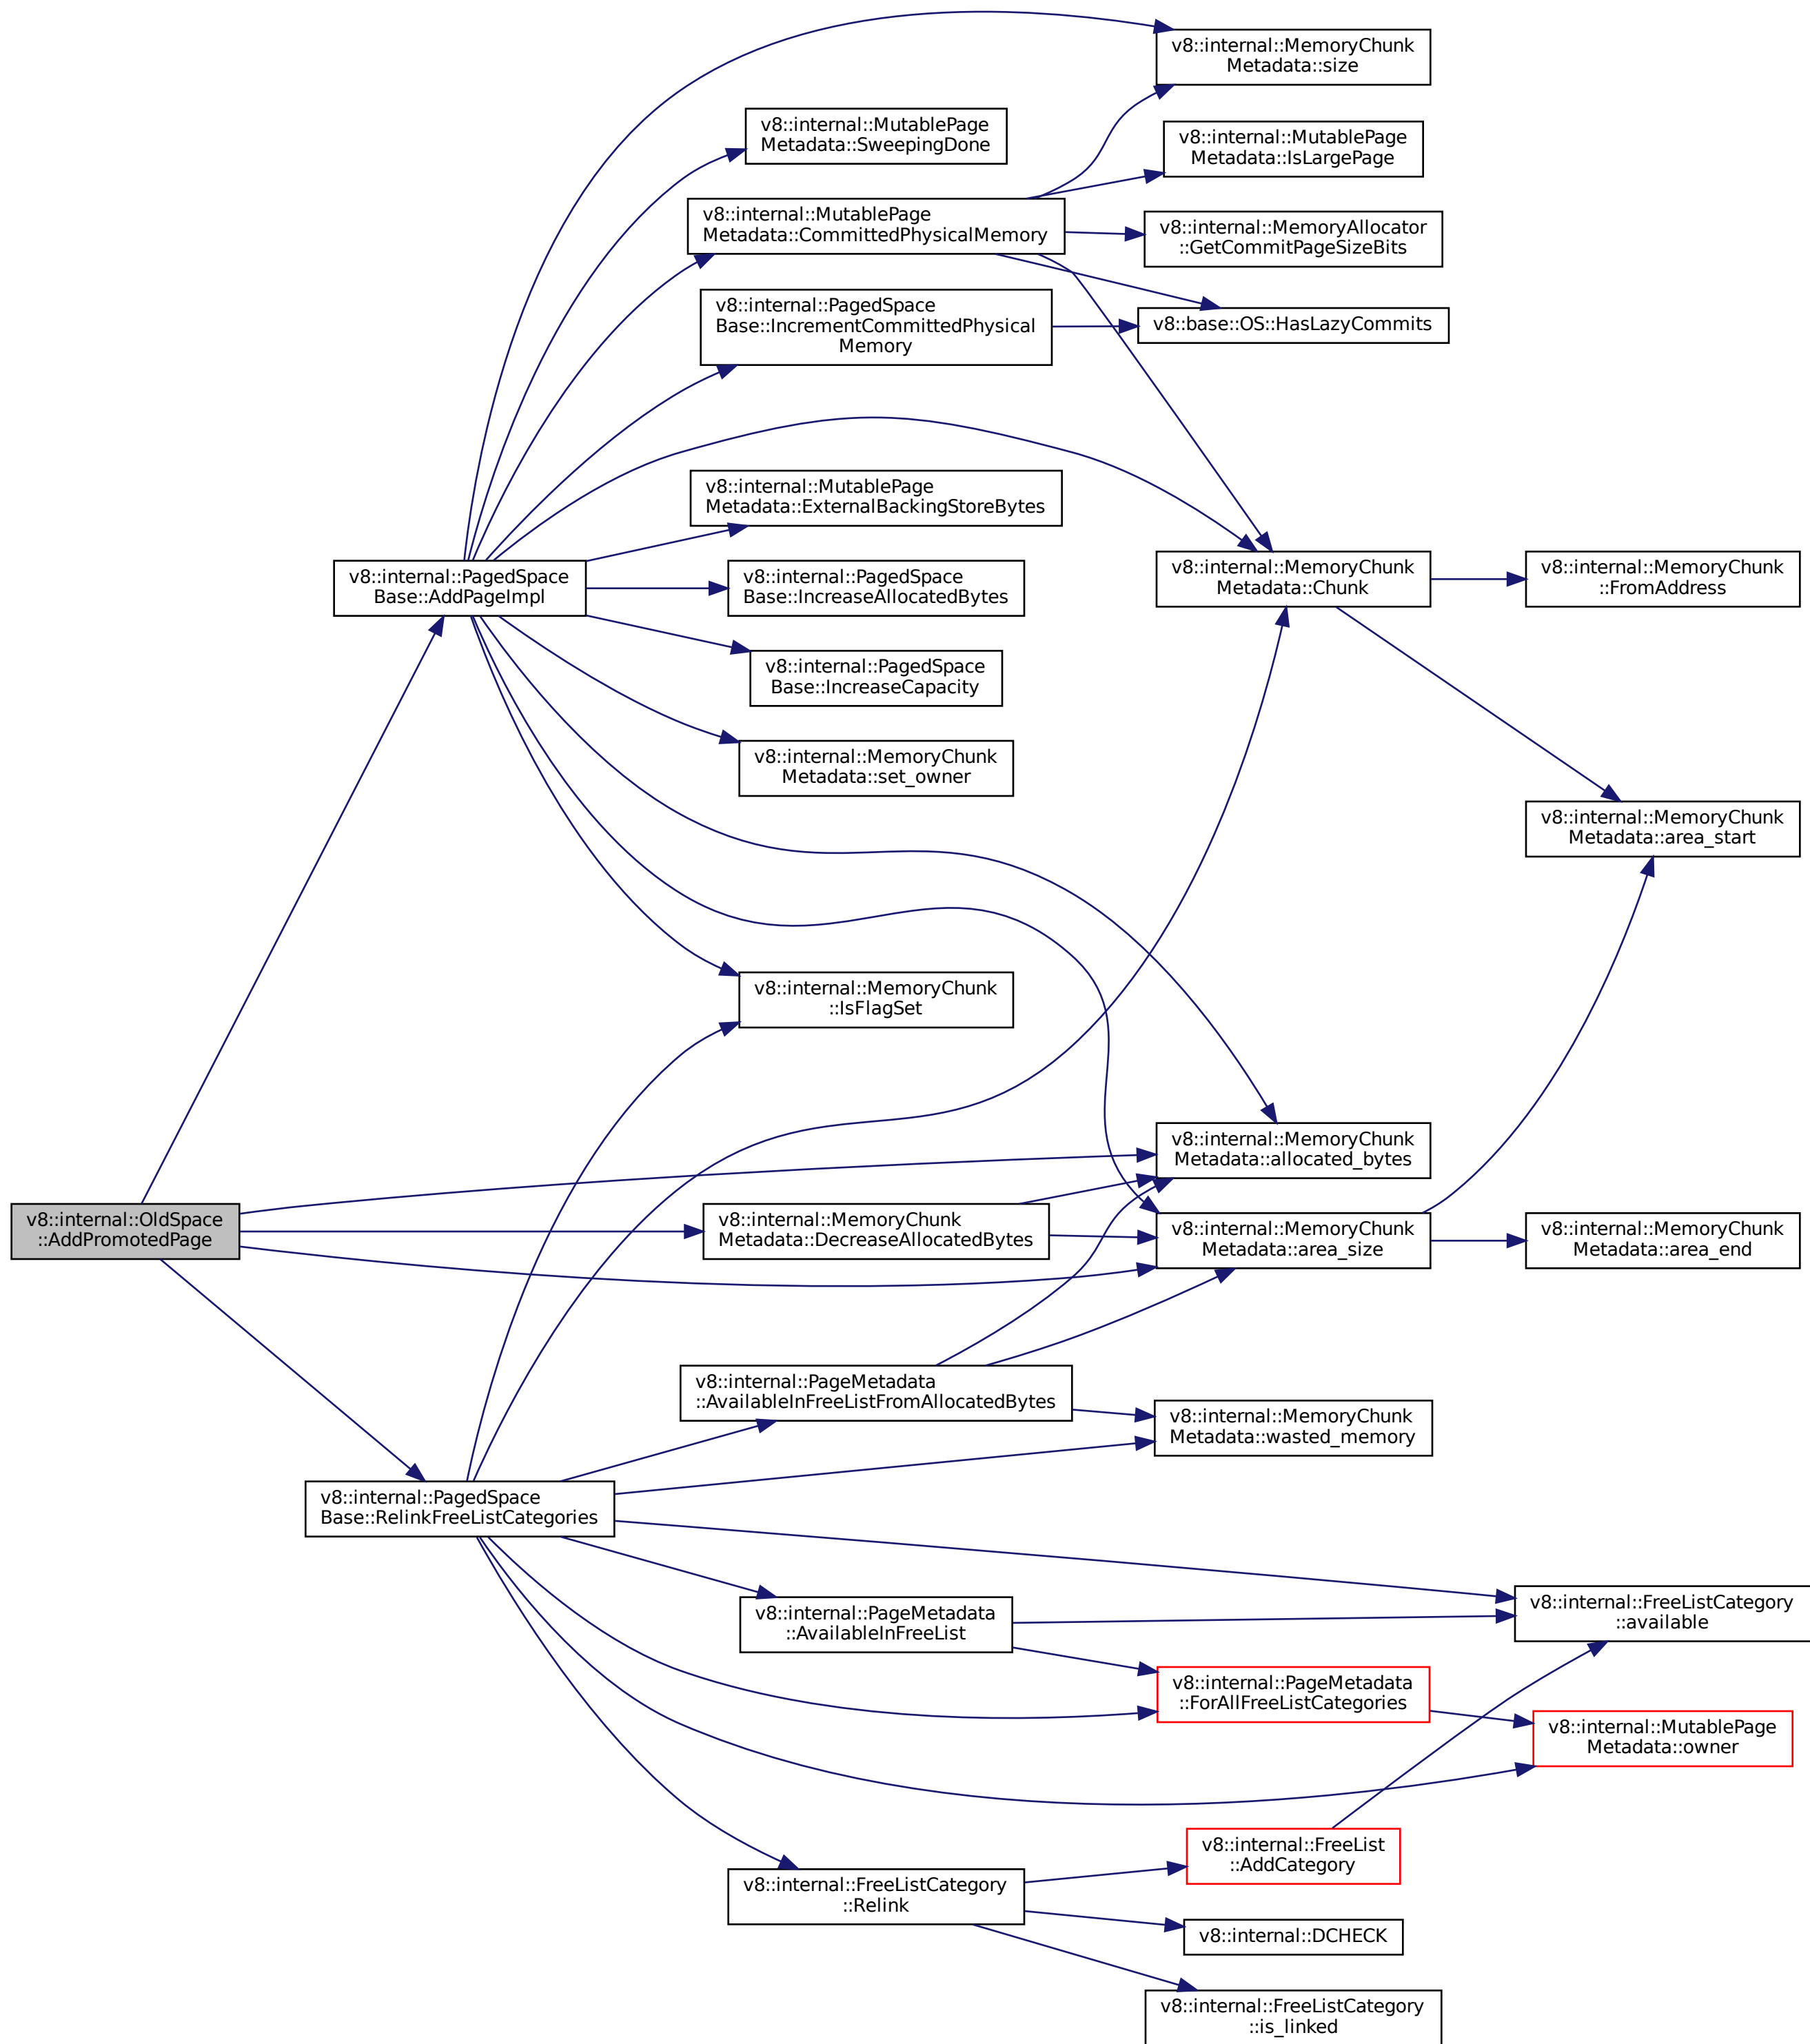 v8::internal::MemoryChunk
Metadata::size
v8::internal::MutablePage
Metadata::SweepingDone
v8::internal::MutablePage
Metadata::IsLargePage
v8::internal::MutablePage
Metadata::CommittedPhysicalMemory
v8::internal::MemoryAllocator
::GetCommitPageSizeBits
v8::internal::PagedSpace
Base::IncrementCommittedPhysical
Memory
v8::base::OS::HasLazyCommits
v8::internal::MutablePage
Metadata::ExternalBackingStoreBytes
v8::internal::PagedSpace
Base::AddPageImpl
v8::internal::PagedSpace
Base::IncreaseAllocatedBytes
v8::internal::MemoryChunk
Metadata::Chunk
v8::internal::MemoryChunk
::FromAddress
v8::internal::PagedSpace
Base::IncreaseCapacity
v8::internal::MemoryChunk
Metadata::set_owner
v8::internal::MemoryChunk
Metadata::area_start
v8::internal::MemoryChunk
::IsFlagSet
v8::internal::MemoryChunk
Metadata::allocated_bytes
v8::internal::OldSpace
::AddPromotedPage
v8::internal::MemoryChunk
Metadata::DecreaseAllocatedBytes
v8::internal::MemoryChunk
Metadata::area_size
v8::internal::MemoryChunk
Metadata::area_end
v8::internal::PageMetadata
::AvailableInFreeListFromAllocatedBytes
v8::internal::MemoryChunk
Metadata::wasted_memory
v8::internal::PagedSpace
Base::RelinkFreeListCategories
v8::internal::PageMetadata
::AvailableInFreeList
v8::internal::FreeListCategory
::available
v8::internal::PageMetadata
::ForAllFreeListCategories
v8::internal::MutablePage
Metadata::owner
v8::internal::FreeList
::AddCategory
v8::internal::FreeListCategory
::Relink
v8::internal::DCHECK
v8::internal::FreeListCategory
::is_linked